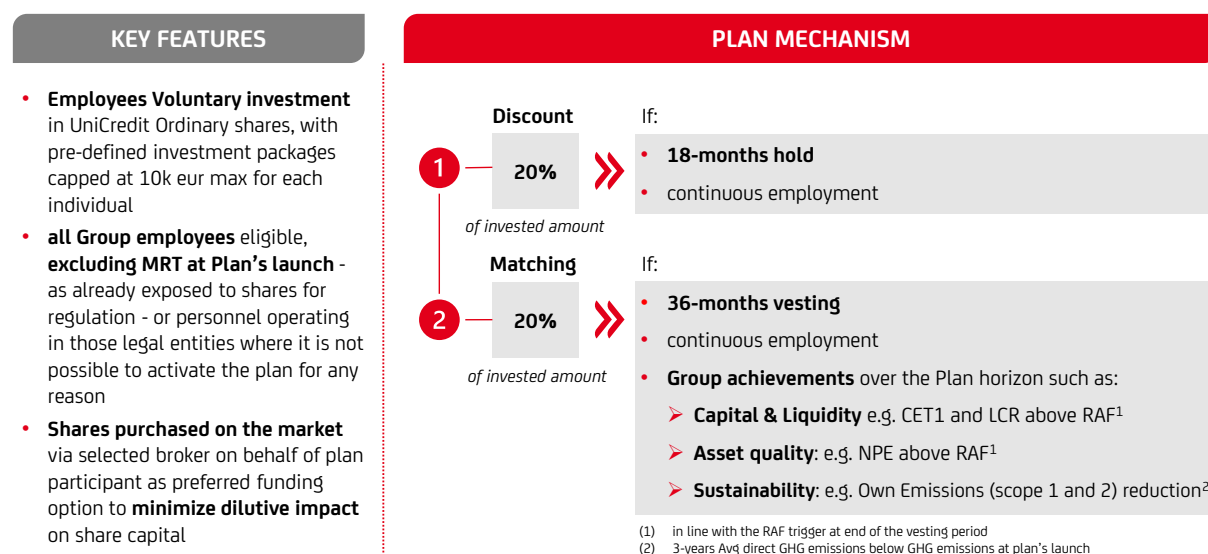 KEY FEATURES
• Employees Voluntary investment
in UniCredit Ordinary shares, with
pre-defined investment packages
capped at 10k eur max for each
individual
• all Group employees eligible,
excluding MRT at Plan's launch -
as already exposed to shares for
regulation - or personnel operating
in those legal entities where it is not
possible to activate the plan for any
reason
• Shares purchased on the market
via selected broker on behalf of plan
participant as preferred funding
option to minimize dilutive impact
on share capital
PLAN MECHANISM
Discount
If:
1
20%
• 18-months hold
• continuous employment
of invested amount
Matching
If:
2
20%
• 36-months vesting
• continuous employment
of invested amount
• Group achievements over the Plan horizon such as:
➢ Capital & Liquidity e.g. CET1 and LCR above RAF¹
➢ Asset quality: e.g. NPE above RAF¹
➢ Sustainability: e.g. Own Emissions (scope 1 and 2) reduction²
(1) in line with the RAF trigger at end of the vesting period
(2) 3-years Avg direct GHG emissions below GHG emissions at plan's launch